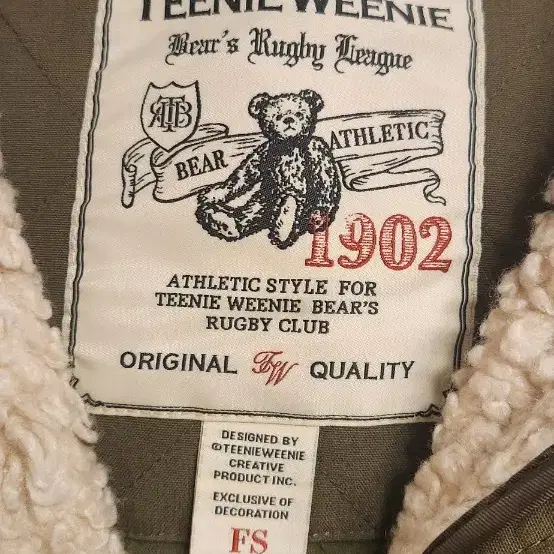 TEENIE WEENIE
Bear's Rugby League
BEAR
ATHLETIC
1902
ATHLETIC STYLE FOR
TEENIE WEENIE BEAR'S
RUGBY CLUB
ORIGINAL TW QUALITY
DESIGNED BY
©TEENIEWEENIE
CREATIVE
PRODUCT INC.
EXCLUSIVE OF
DECORATION
FS